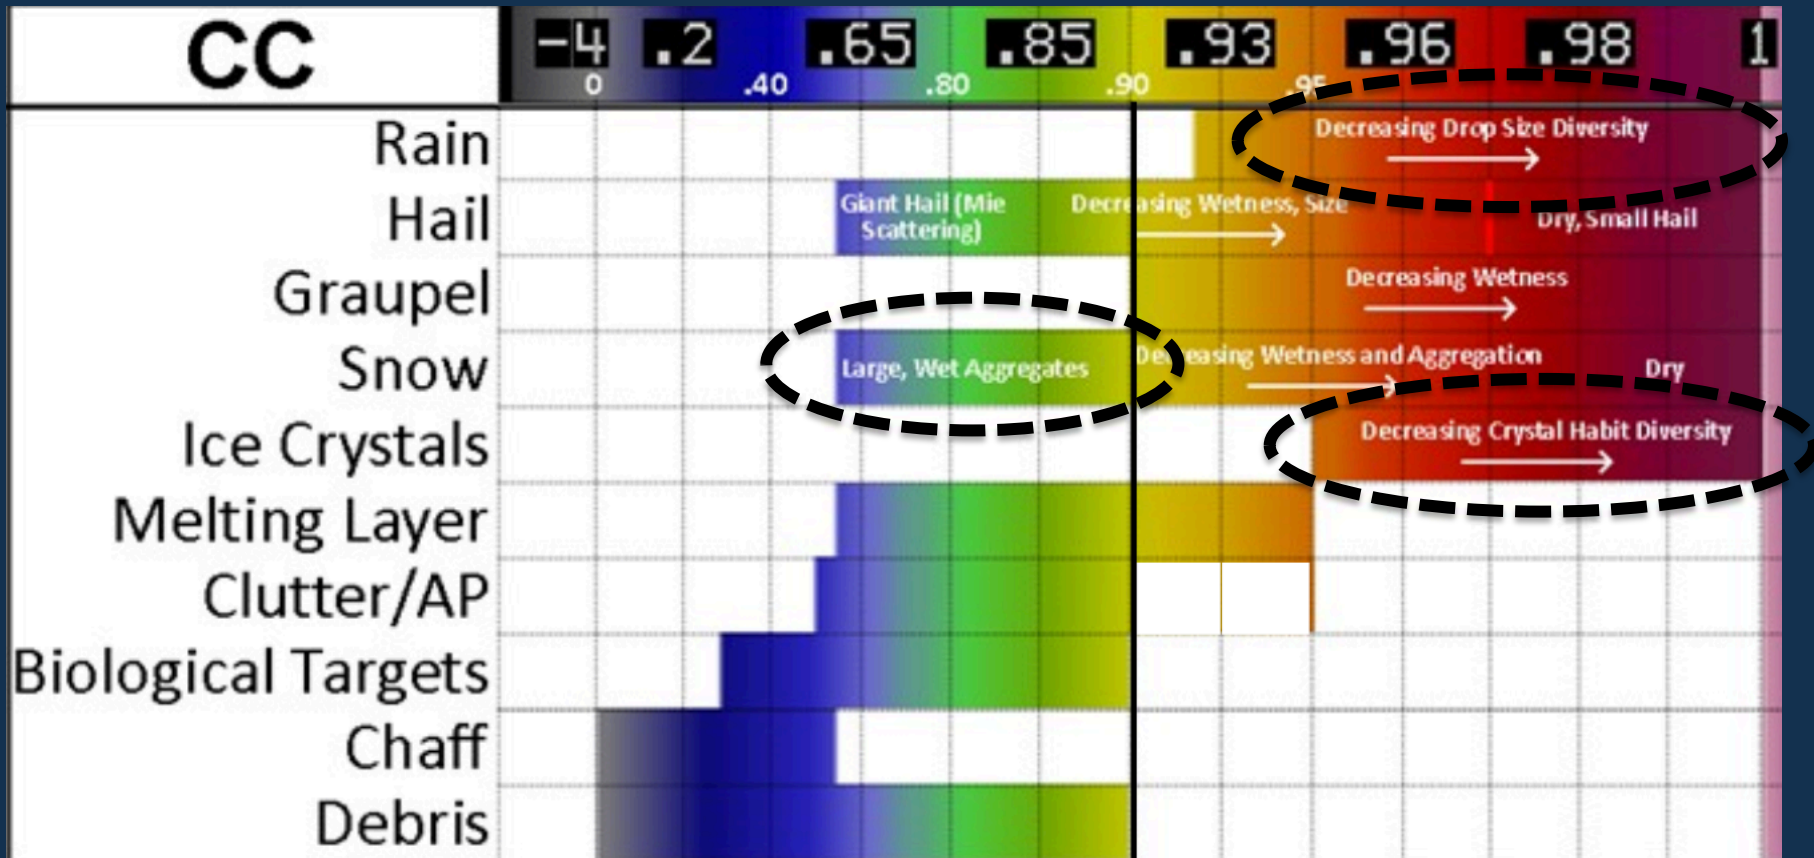 CC
-4 .2 .65 .85 .93 .96 .98 1
0 .40 .80 .90 .95
Rain
Decreasing Drop Size Diversity
Hail
Giant Hail (Mie
Scattering)
Decreasing Wetness, Size
Dry, Small Hail
Graupel
Decreasing Wetness
Snow
Large, Wet Aggregates
Decreasing Wetness and Aggregation
Dry
Ice Crystals
Decreasing Crystal Habit Diversity
Melting Layer
Clutter/AP
Biological Targets
Chaff
Debris